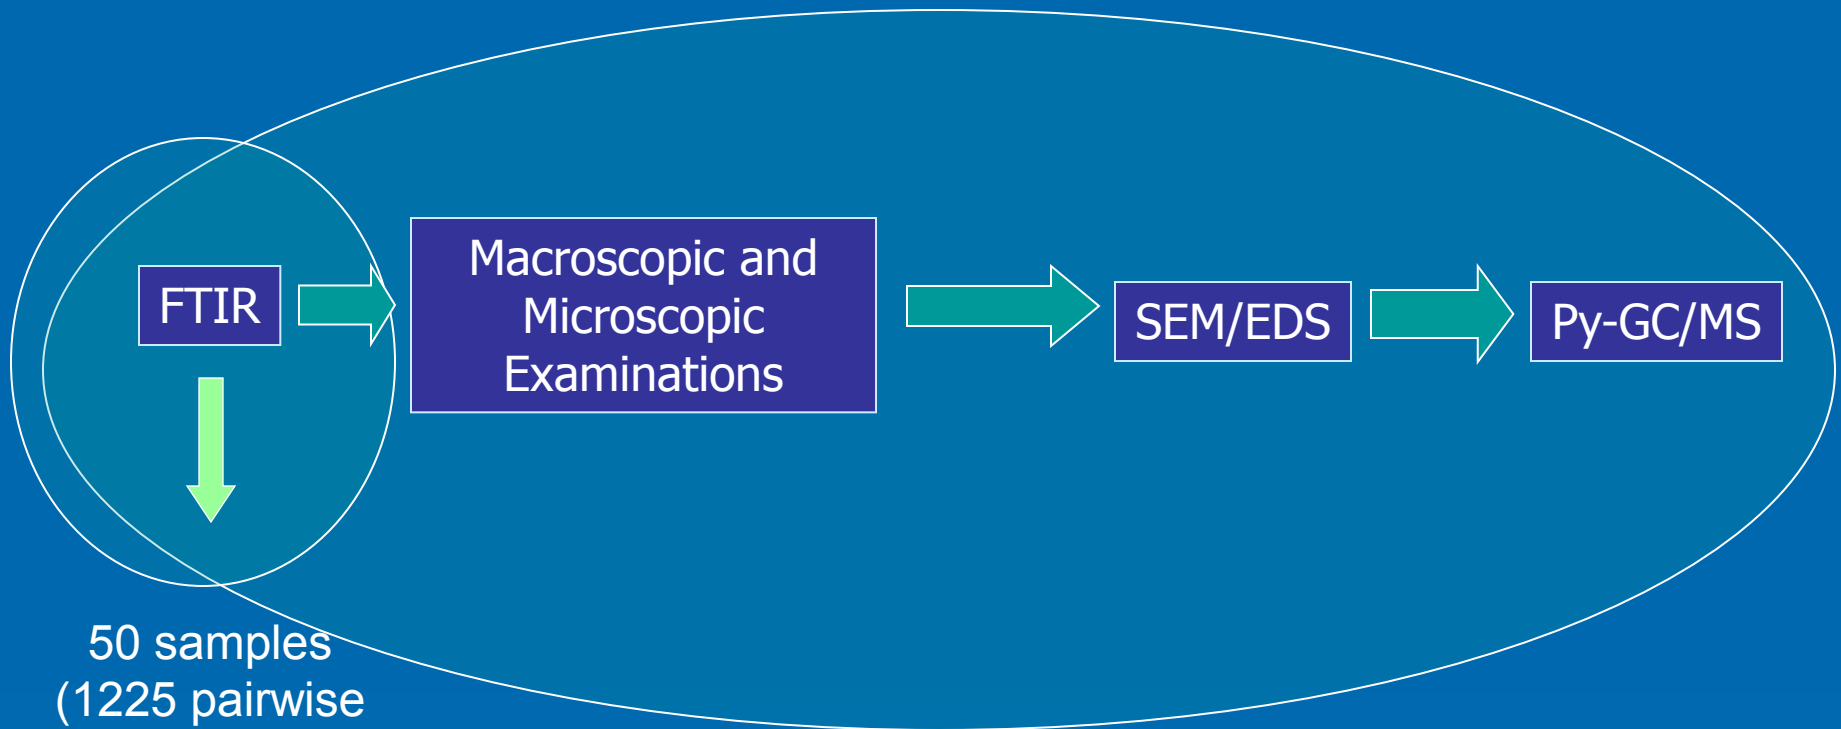 FTIR
Macroscopic and
Microscopic
Examinations
SEM/EDS
Py-GC/MS
50 samples
(1225 pairwise